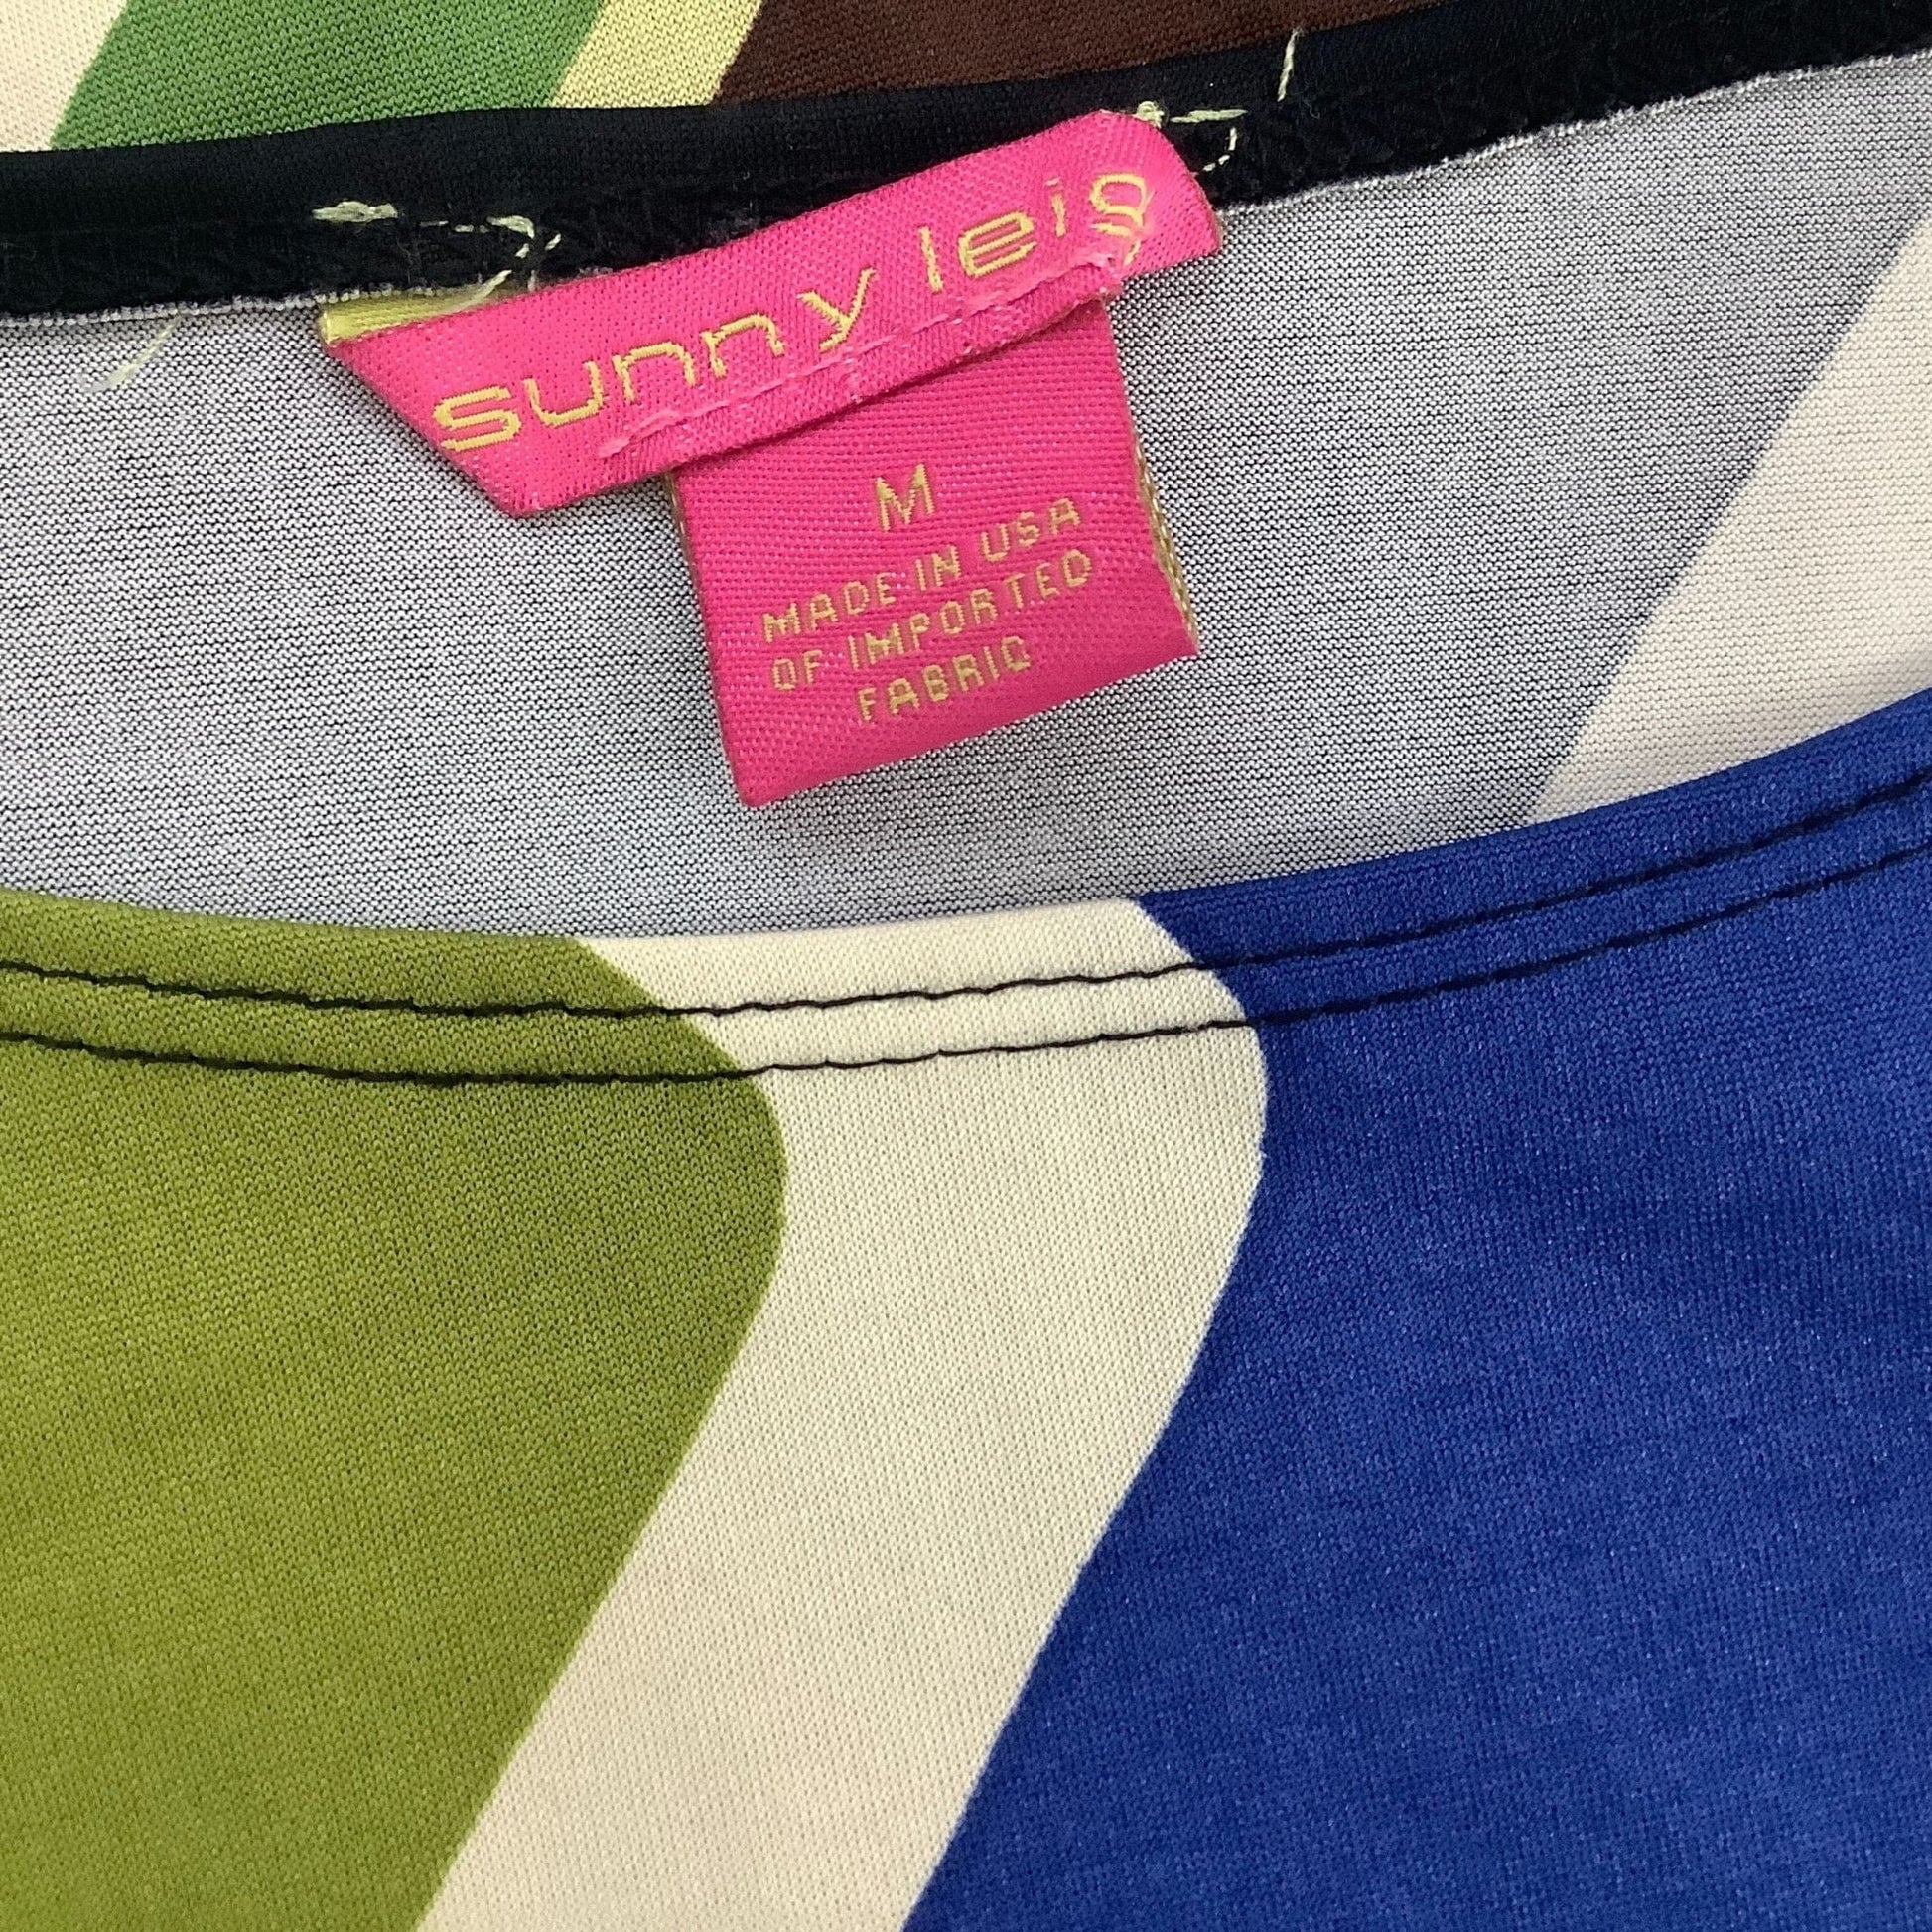 sunny leig
M
MADE IN USA
OF IMPORTED
FABRIC